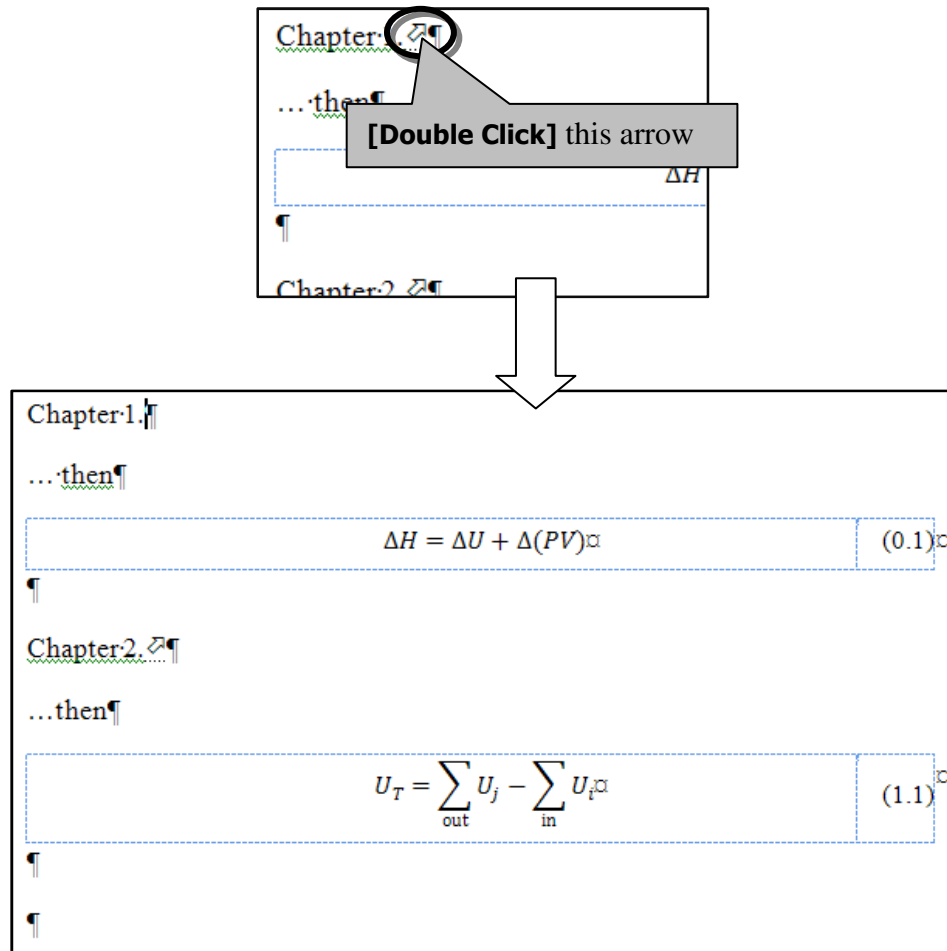 Chapter·1.⬀¶
…·then¶
[Double Click] this arrow
ΔH
¶
Chapter·2.⬀¶
Chapter·1.¶
…·then¶
ΔH = ΔU + Δ(PV)¤ (0.1)¤
¶
Chapter·2.⬀¶
…then¶
U_T = ∑_out U_j − ∑_in U_i¤ (1.1)¤
¶
¶